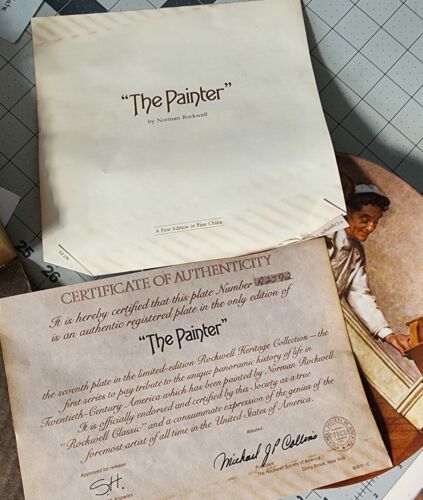 "The Painter"
by Norman Rockwell
A First Edition in Fine China
25
26
CERTIFICATE OF AUTHENTICITY
It is hereby certified that this plate Number
is an authentic registered plate in the only edition of
"The Painter"
the seventh plate in the limited-edition Rockwell Heritage Collection—the
first series to pay tribute to the unique panoramic history of life in
Twentieth-Century America which has been painted by Norman Rockwell.
It is officially endorsed and certified by this Society as a true
"Rockwell Classic" and a consummate expression of the genius of the
foremost artist of all time in the United States of America.
Approved for release
Attested:
Michael J P Collins
President
The Rockwell Society of America
Stony Brook, New York